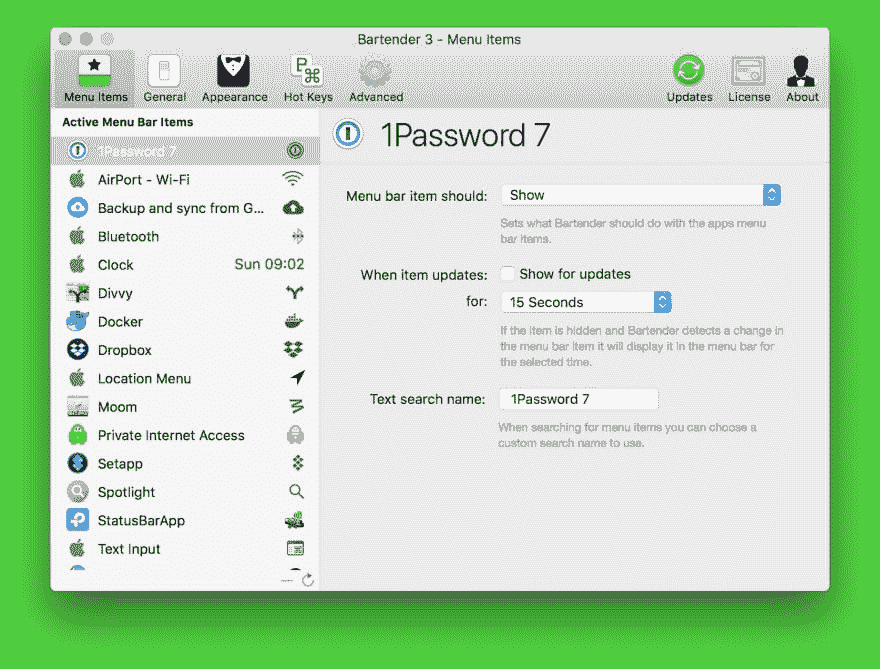 Bartender 3 - Menu Items
Menu Items General Appearance Hot Keys Advanced Updates License About
Active Menu Bar Items
1Password 7
AirPort - Wi-Fi
Backup and sync from G...
Bluetooth
Clock Sun 09:02
Divvy
Docker
Dropbox
Location Menu
Moom
Private Internet Access
Setapp
Spotlight
StatusBarApp
Text Input
1Password 7
Menu bar item should: Show
Sets what Bartender should do with the apps menu
bar items.
When item updates: Show for updates
for: 15 Seconds
If the item is hidden and Bartender detects a change in
the menu bar item it will display it in the menu bar for
the selected time.
Text search name: 1Password 7
When searching for menu items you can choose a
custom search name to use.